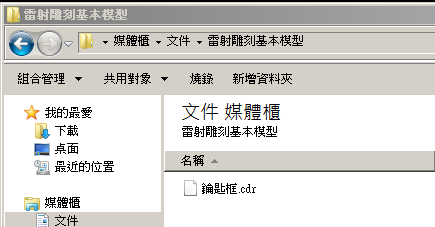 雷射雕刻基本模型
媒體櫃 文件 雷射雕刻基本模型
組合管理 共用對象 燒錄 新增資料夾
我的最愛
下載
桌面
最近的位置
媒體櫃
文件
文件 媒體櫃
雷射雕刻基本模型
名稱
鑰匙框.cdr